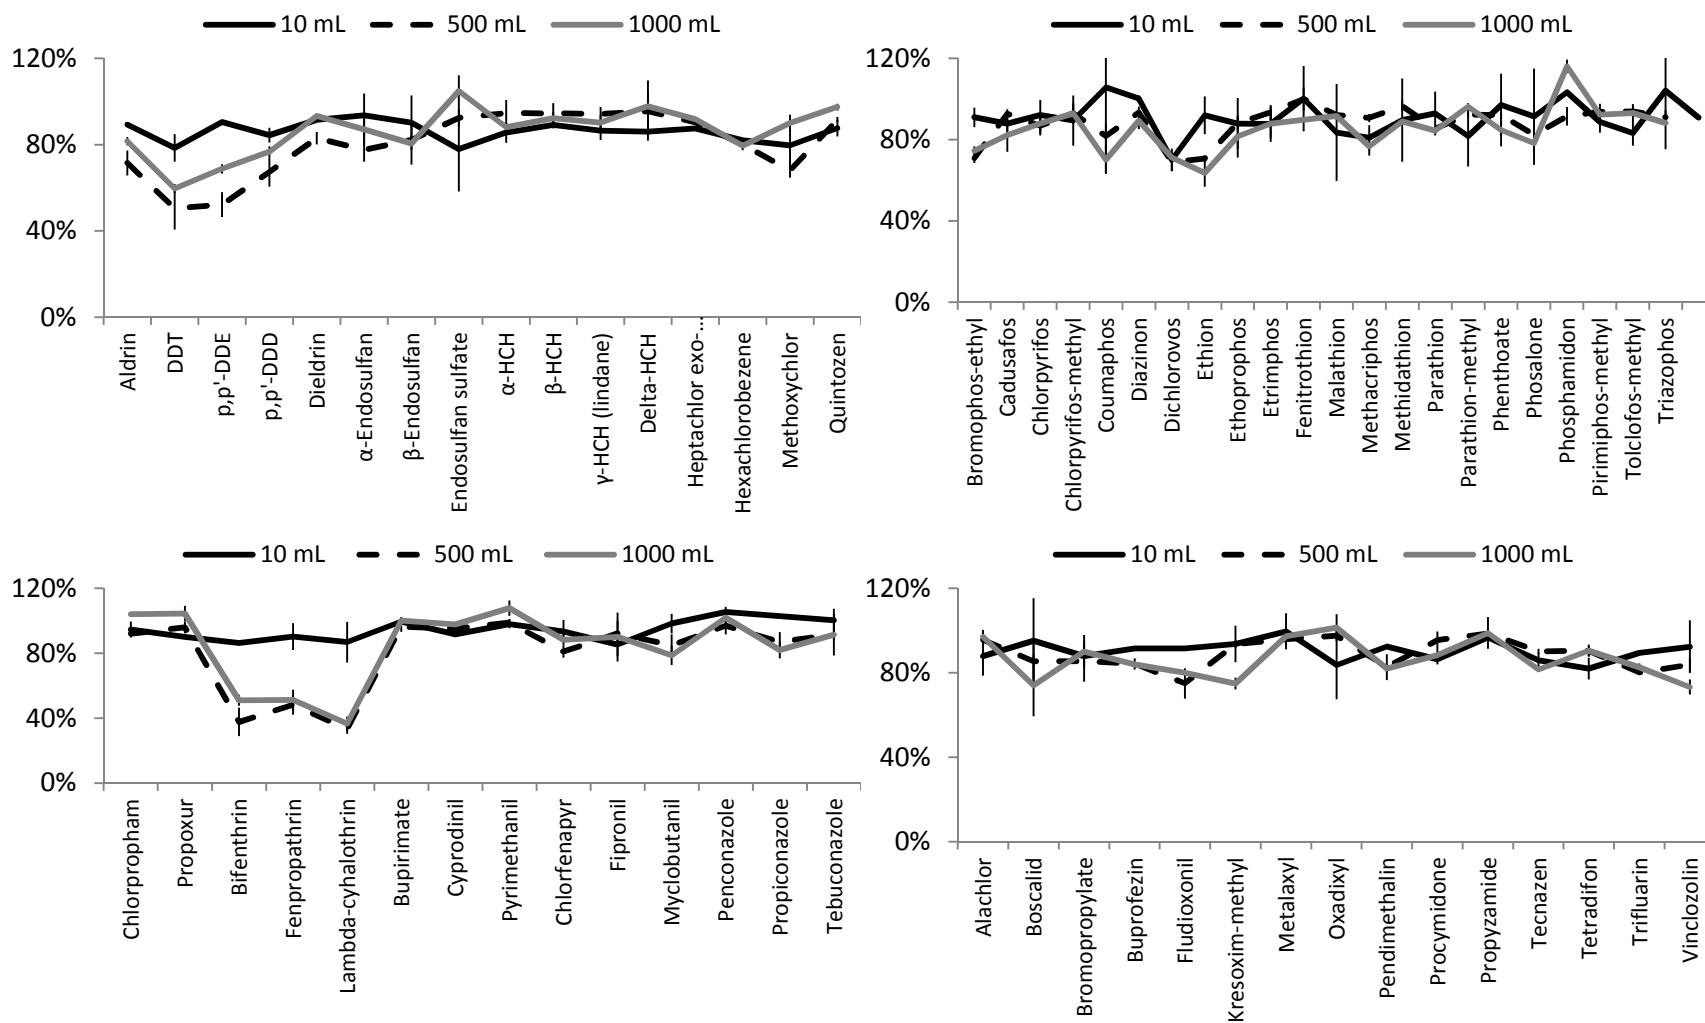 10 mL 500 mL 1000 mL
120%
80%
40%
0%
Aldrin
DDT
p,p'-DDE
p,p'-DDD
Dieldrin
α-Endosulfan
β-Endosulfan
Endosulfan sulfate
α-HCH
β-HCH
γ-HCH (lindane)
Delta-HCH
Heptachlor exo-…
Hexachlorobezene
Methoxychlor
Quintozen
10 mL 500 mL 1000 mL
120%
80%
40%
0%
Bromophos-ethyl
Cadusafos
Chlorpyrifos
Chlorpyrifos-methyl
Coumaphos
Diazinon
Dichlorovos
Ethion
Ethoprophos
Etrimphos
Fenitrothion
Malathion
Methacriphos
Methidathion
Parathion
Parathion-methyl
Phenthoate
Phosalone
Phosphamidon
Pirimiphos-methyl
Tolclofos-methyl
Triazophos
10 mL 500 mL 1000 mL
120%
80%
40%
0%
Chlorpropham
Propoxur
Bifenthrin
Fenpropathrin
Lambda-cyhalothrin
Bupirimate
Cyprodinil
Pyrimethanil
Chlorfenapyr
Fipronil
Myclobutanil
Penconazole
Propiconazole
Tebuconazole
10 mL 500 mL 1000 mL
120%
80%
40%
0%
Alachlor
Boscalid
Bromopropylate
Buprofezin
Fludioxonil
Kresoxim-methyl
Metalaxyl
Oxadixyl
Pendimethalin
Procymidone
Propyzamide
Tecnazen
Tetradifon
Trifluarin
Vinclozolin